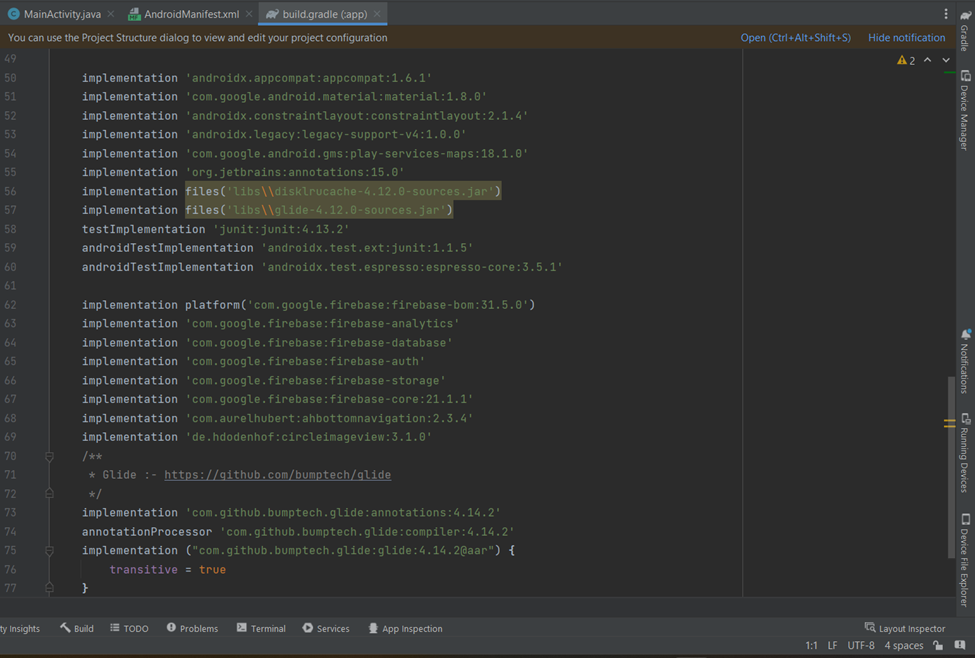 MainActivity.java
AndroidManifest.xml
build.gradle (:app)
You can use the Project Structure dialog to view and edit your project configuration
Open (Ctrl+Alt+Shift+S)
Hide notification
2
49
50 implementation 'androidx.appcompat:appcompat:1.6.1'
51 implementation 'com.google.android.material:material:1.8.0'
52 implementation 'androidx.constraintlayout:constraintlayout:2.1.4'
53 implementation 'androidx.legacy:legacy-support-v4:1.0.0'
54 implementation 'com.google.android.gms:play-services-maps:18.1.0'
55 implementation 'org.jetbrains:annotations:15.0'
56 implementation files('libs\\disklrucache-4.12.0-sources.jar')
57 implementation files('libs\\glide-4.12.0-sources.jar')
58 testImplementation 'junit:junit:4.13.2'
59 androidTestImplementation 'androidx.test.ext:junit:1.1.5'
60 androidTestImplementation 'androidx.test.espresso:espresso-core:3.5.1'
61
62 implementation platform('com.google.firebase:firebase-bom:31.5.0')
63 implementation 'com.google.firebase:firebase-analytics'
64 implementation 'com.google.firebase:firebase-database'
65 implementation 'com.google.firebase:firebase-auth'
66 implementation 'com.google.firebase:firebase-storage'
67 implementation 'com.google.firebase:firebase-core:21.1.1'
68 implementation 'com.aurelhubert:ahbottomnavigation:2.3.4'
69 implementation 'de.hdodenhof:circleimageview:3.1.0'
70 /**
71 * Glide :- https://github.com/bumptech/glide
72 */
73 implementation 'com.github.bumptech.glide:annotations:4.14.2'
74 annotationProcessor 'com.github.bumptech.glide:compiler:4.14.2'
75 implementation ("com.github.bumptech.glide:glide:4.14.2@aar") {
76 transitive = true
77 }
Gradle
Device Manager
Notifications
Running Devices
Device File Explorer
ty Insights
Build
TODO
Problems
Terminal
Services
App Inspection
Layout Inspector
1:1 LF UTF-8 4 spaces